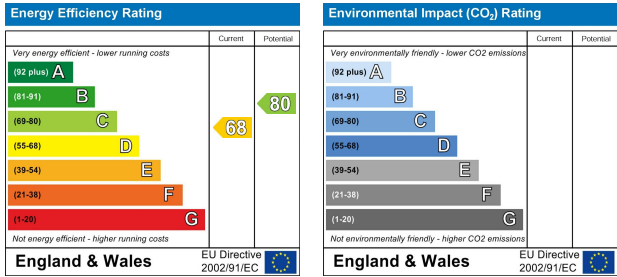 Energy Efficiency Rating
Current Potential
Very energy efficient - lower running costs
(92 plus) A
(81-91) B
(69-80) C
(55-68) D
(39-54) E
(21-38) F
(1-20) G
68
80
Not energy efficient - higher running costs
England & Wales
EU Directive
2002/91/EC
Environmental Impact (CO₂) Rating
Current Potential
Very environmentally friendly - lower CO2 emissions
(92 plus) A
(81-91) B
(69-80) C
(55-68) D
(39-54) E
(21-38) F
(1-20) G
Not environmentally friendly - higher CO2 emissions
England & Wales
EU Directive
2002/91/EC